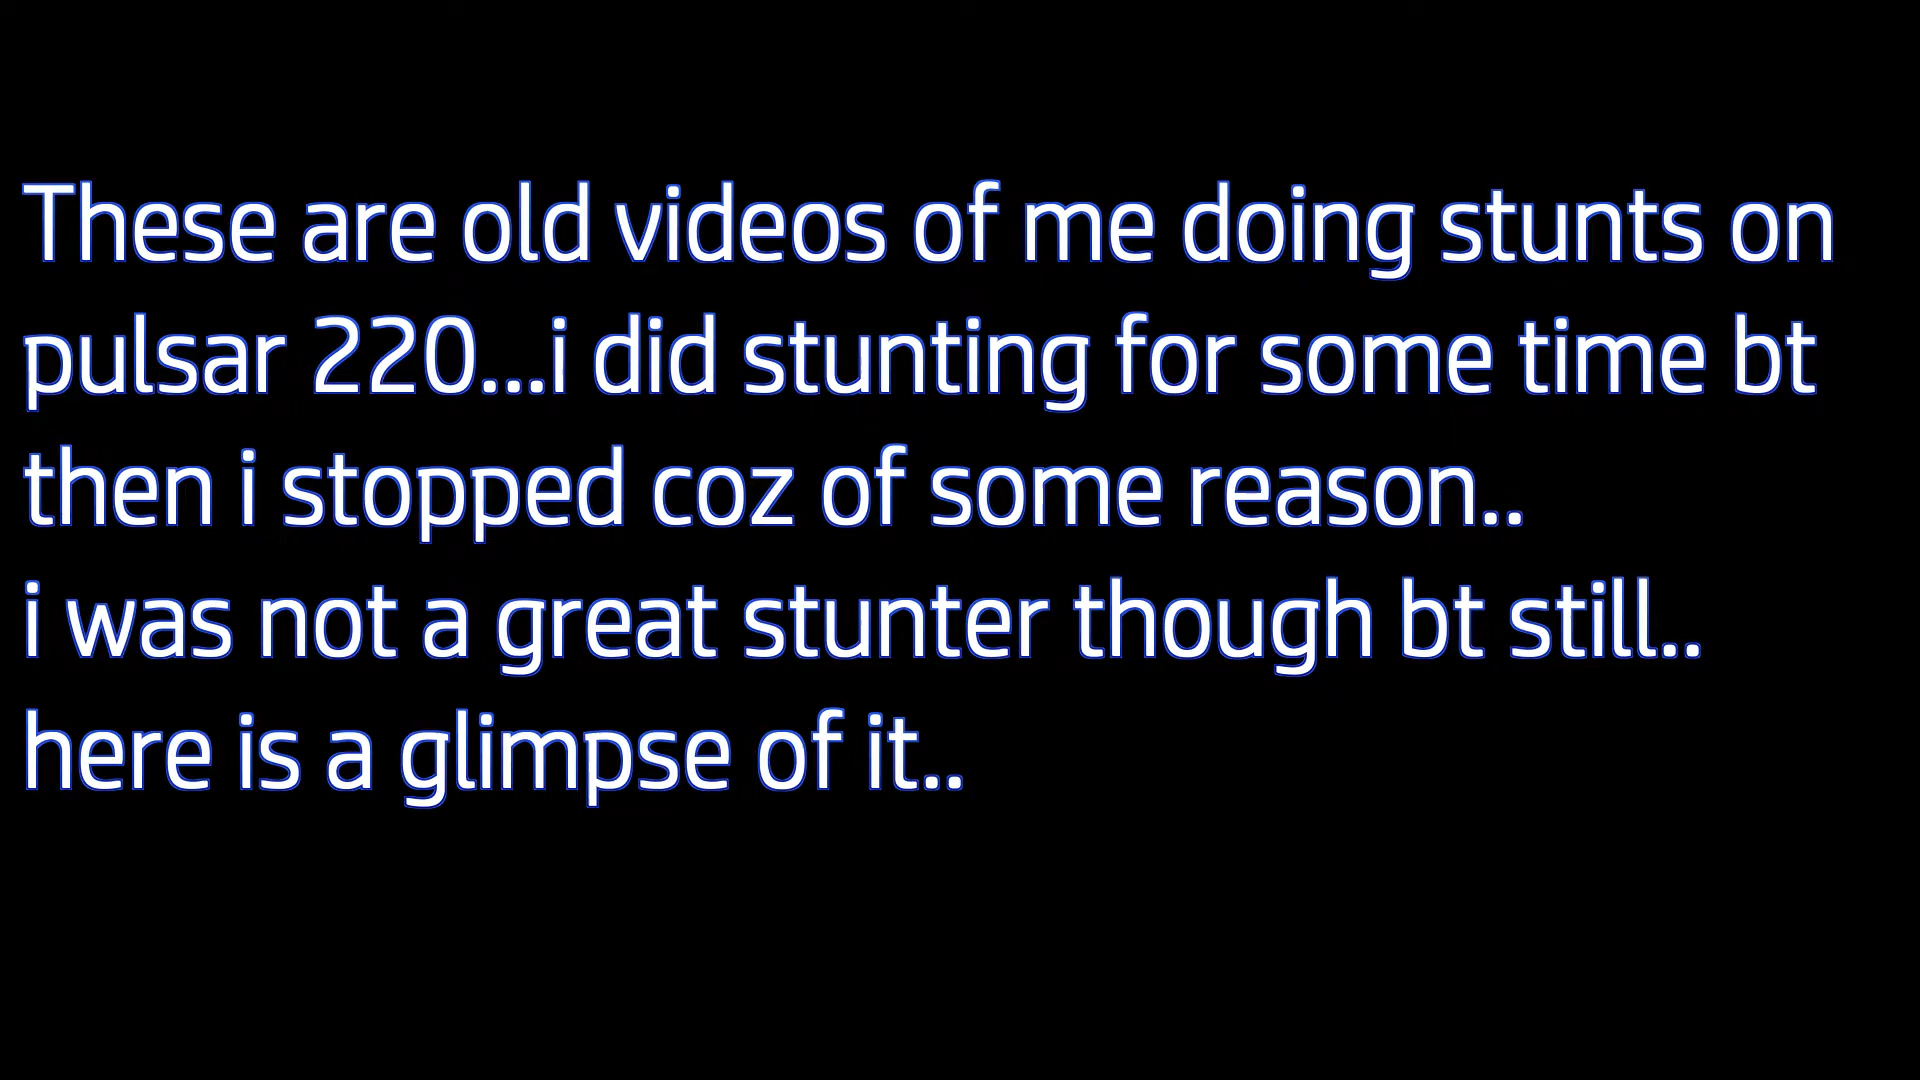 These are old videos of me doing stunts on
pulsar 220...i did stunting for some time bt
then i stopped coz of some reason..
i was not a great stunter though bt still..
here is a glimpse of it..